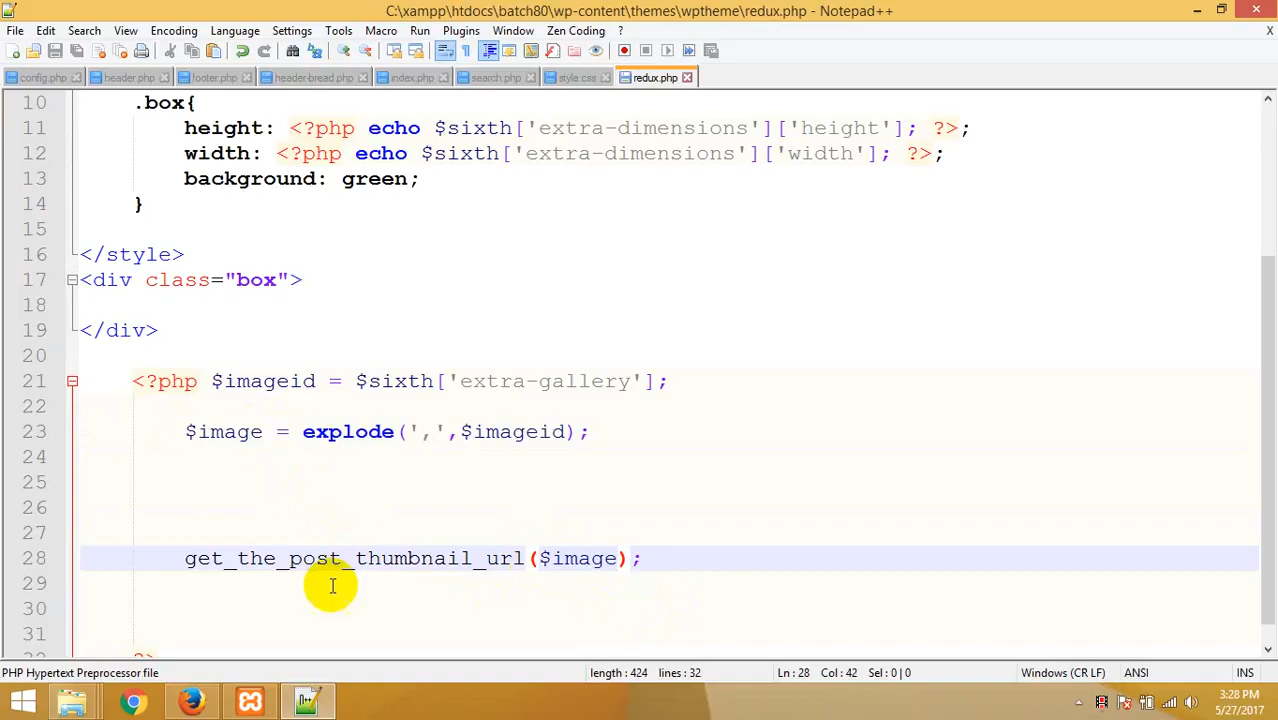 C:\xampp\htdocs\batch80\wp-content\themes\wptheme\redux.php - Notepad++
File Edit Search View Encoding Language Settings Tools Macro Run Plugins Window Zen Coding ?
X
config.php header.php footer.php header-bread.php index.php search.php style.css redux.php
10 .box{
11 height: <?php echo $sixth['extra-dimensions']['height']; ?>;
12 width: <?php echo $sixth['extra-dimensions']['width']; ?>;
13 background: green;
14 }
15
16 </style>
17 <div class="box">
18
19 </div>
20
21 <?php $imageid = $sixth['extra-gallery'];
22
23 $image = explode(',',$imageid);
24
25
26
27
28 get_the_post_thumbnail_url($image);
29
30
31
32 ?>
PHP Hypertext Preprocessor file length : 424 lines : 32 Ln : 28 Col : 42 Sel : 0 | 0 Windows (CR LF) ANSI INS
3:28 PM
5/27/2017